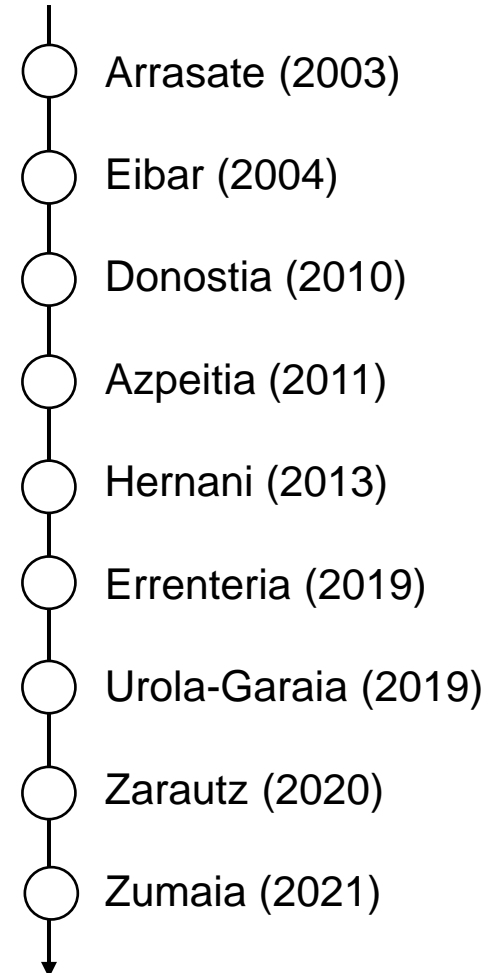 Arrasate (2003)
Eibar (2004)
Donostia (2010)
Azpeitia (2011)
Hernani (2013)
Errenteria (2019)
Urola-Garaia (2019)
Zarautz (2020)
Zumaia (2021)